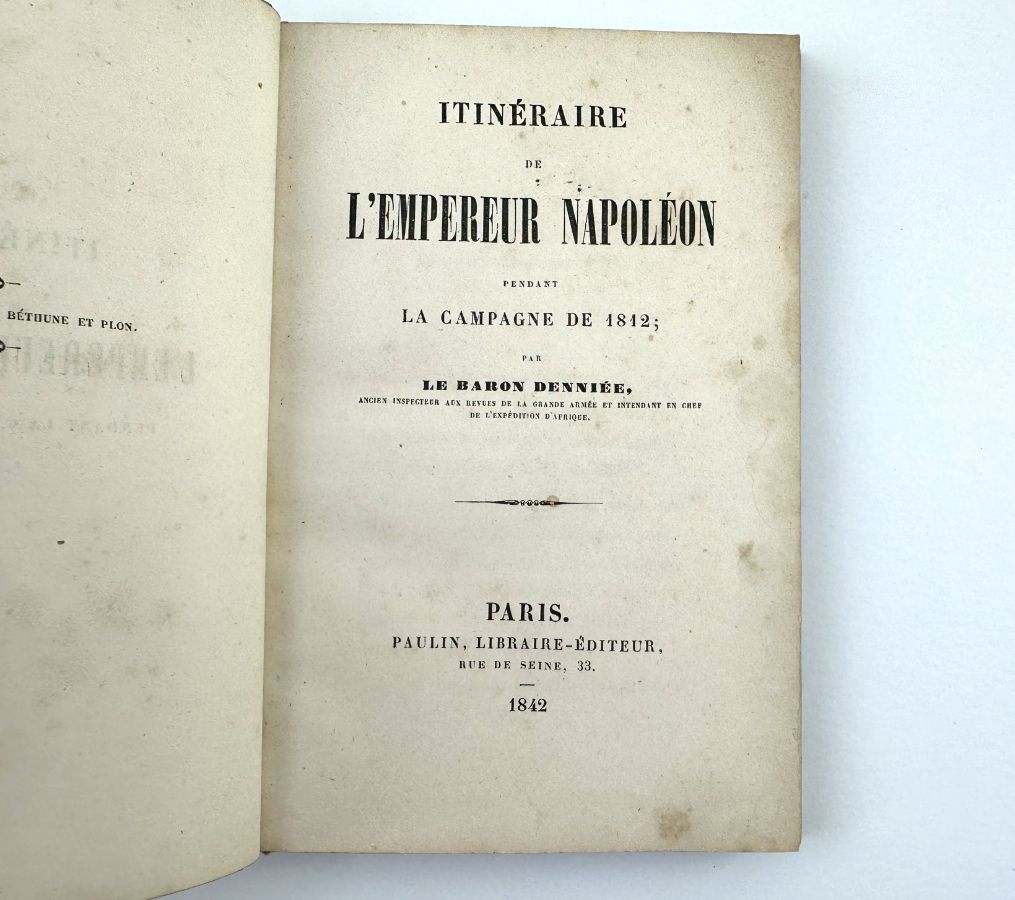 BÉTHUNE ET PLON.
ITINÉRAIRE
DE
L'EMPEREUR NAPOLÉON
PENDANT
LA CAMPAGNE DE 1812;
PAR
LE BARON DENNIÉE,
ANCIEN INSPECTEUR AUX REVUES DE LA GRANDE ARMÉE ET INTENDANT EN CHEF
DE L'EXPÉDITION D'AFRIQUE.
PARIS.
PAULIN, LIBRAIRE-ÉDITEUR,
RUE DE SEINE, 33.
1842